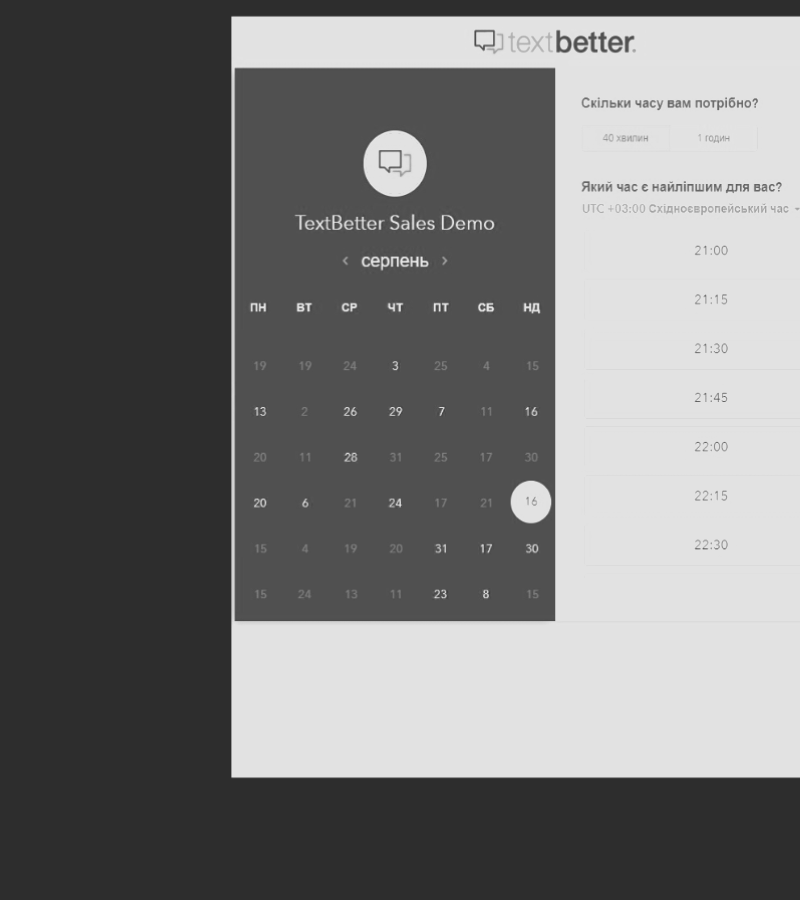 textbetter.
TextBetter Sales Demo
‹ серпень ›
ПН ВТ СР ЧТ ПТ СБ НД
19 19 24 3 25 4 15
13 2 26 29 7 11 16
20 11 28 31 25 17 30
20 6 21 24 17 21 16
15 4 19 20 31 17 30
15 24 13 11 23 8 15
Скільки часу вам потрібно?
40 хвилин 1 годин
Який час є найліпшим для вас?
UTC +03:00 Східноєвропейський час
21:00
21:15
21:30
21:45
22:00
22:15
22:30